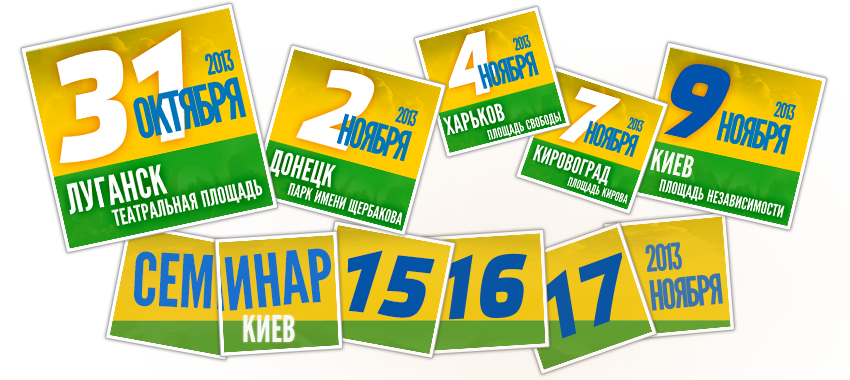 31
2013
ОКТЯБРЯ
ЛУГАНСК
ТЕАТРАЛЬНАЯ ПЛОЩАДЬ
2
2013
НОЯБРЯ
ДОНЕЦК
ПАРК ИМЕНИ ЩЕРБАКОВА
4
2013
НОЯБРЯ
ХАРЬКОВ
ПЛОЩАДЬ СВОБОДЫ
7
2013
НОЯБРЯ
КИРОВОГРАД
ПЛОЩАДЬ КИРОВА
9
2013
НОЯБРЯ
КИЕВ
ПЛОЩАДЬ НЕЗАВИСИМОСТИ
СЕМИНАР
КИЕВ
15
16
17
2013
НОЯБРЯ